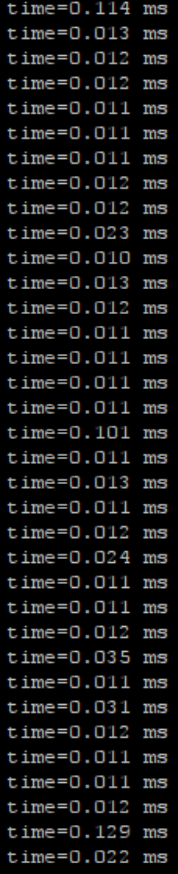 time=0.114 ms
time=0.013 ms
time=0.012 ms
time=0.012 ms
time=0.011 ms
time=0.011 ms
time=0.011 ms
time=0.012 ms
time=0.012 ms
time=0.023 ms
time=0.010 ms
time=0.013 ms
time=0.012 ms
time=0.011 ms
time=0.011 ms
time=0.011 ms
time=0.011 ms
time=0.101 ms
time=0.011 ms
time=0.013 ms
time=0.011 ms
time=0.012 ms
time=0.024 ms
time=0.011 ms
time=0.011 ms
time=0.012 ms
time=0.035 ms
time=0.011 ms
time=0.031 ms
time=0.012 ms
time=0.011 ms
time=0.011 ms
time=0.012 ms
time=0.129 ms
time=0.022 ms